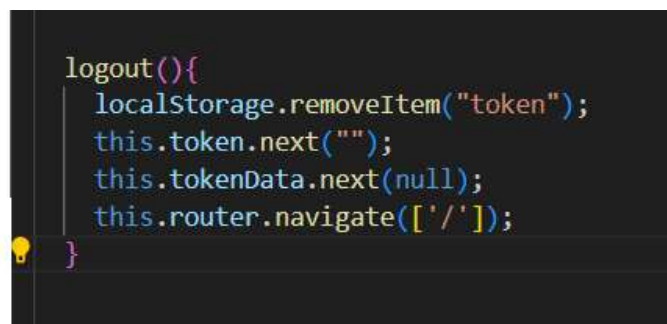 logout(){
localStorage.removeItem("token");
this.token.next("");
this.tokenData.next(null);
this.router.navigate(['/']);
}